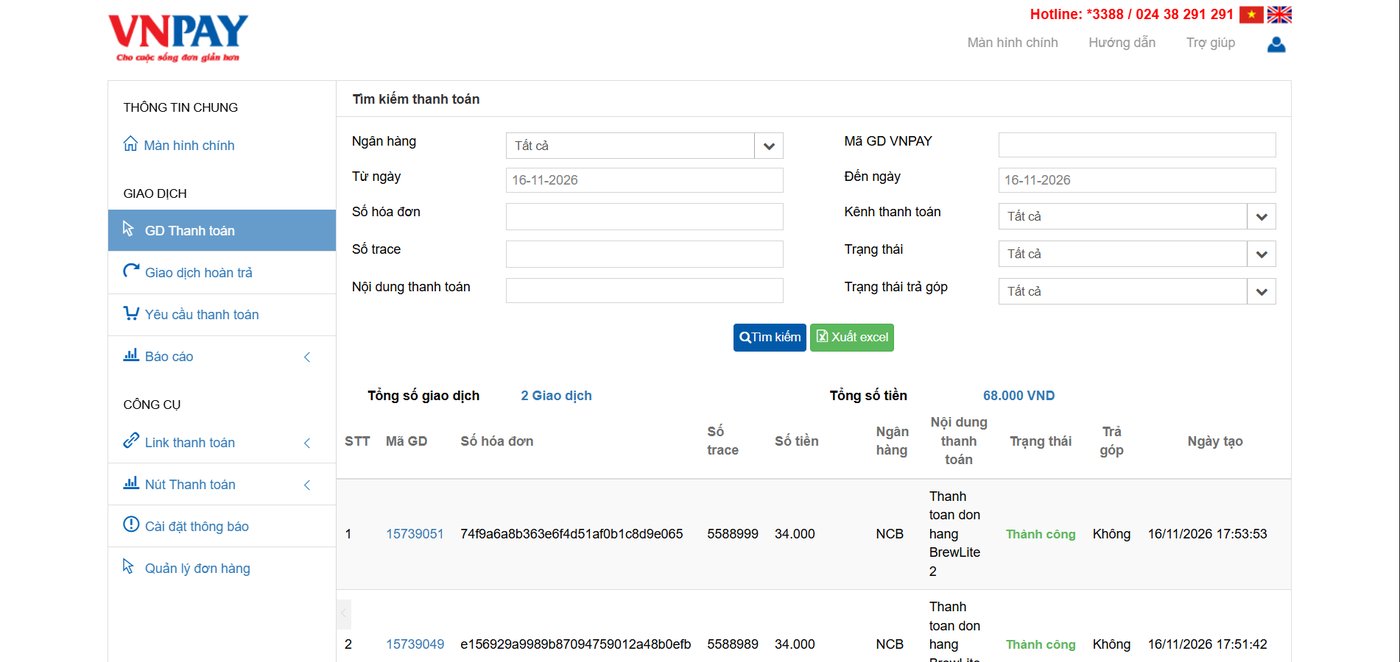 VNPAY
Cho cuộc sống đơn giản hơn
Hotline: *3388 / 024 38 291 291
Màn hình chính Hướng dẫn Trợ giúp
THÔNG TIN CHUNG
Màn hình chính
GIAO DỊCH
GD Thanh toán
Giao dịch hoàn trả
Yêu cầu thanh toán
Báo cáo
CÔNG CỤ
Link thanh toán
Nút Thanh toán
Cài đặt thông báo
Quản lý đơn hàng
Tìm kiếm thanh toán
Ngân hàng Tất cả Mã GD VNPAY
Từ ngày 16-11-2026 Đến ngày 16-11-2026
Số hóa đơn Kênh thanh toán Tất cả
Số trace Trạng thái Tất cả
Nội dung thanh toán Trạng thái trả góp Tất cả
Tìm kiếm Xuất excel
Tổng số giao dịch 2 Giao dịch Tổng số tiền 68.000 VND
STT Mã GD Số hóa đơn Số trace Số tiền Ngân hàng Nội dung thanh toán Trạng thái Trả góp Ngày tạo
1 15739051 74f9a6a8b363e6f4d51af0b1c8d9e065 5588999 34.000 NCB Thanh toan don hang BrewLite 2 Thành công Không 16/11/2026 17:53:53
2 15739049 e156929a9989b87094759012a48b0efb 5588989 34.000 NCB Thanh toan don hang BrewLite Thành công Không 16/11/2026 17:51:42